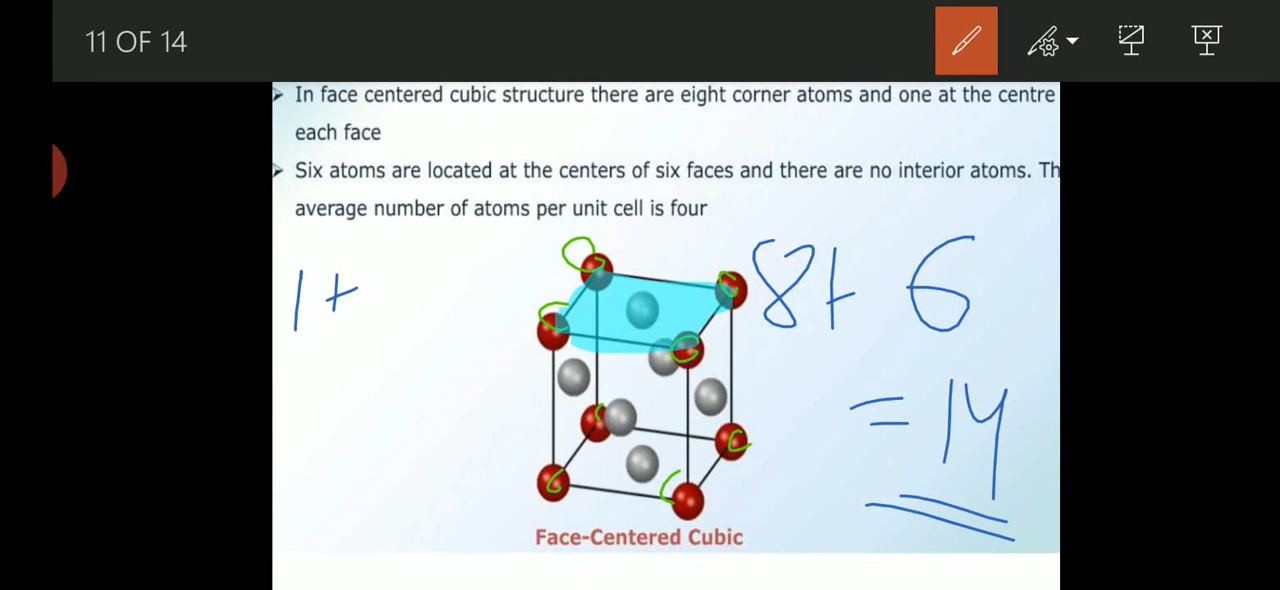 11 OF 14
In face centered cubic structure there are eight corner atoms and one at the centre
each face
Six atoms are located at the centers of six faces and there are no interior atoms. Th
average number of atoms per unit cell is four
1 +
8 + 6
= 14
Face-Centered Cubic